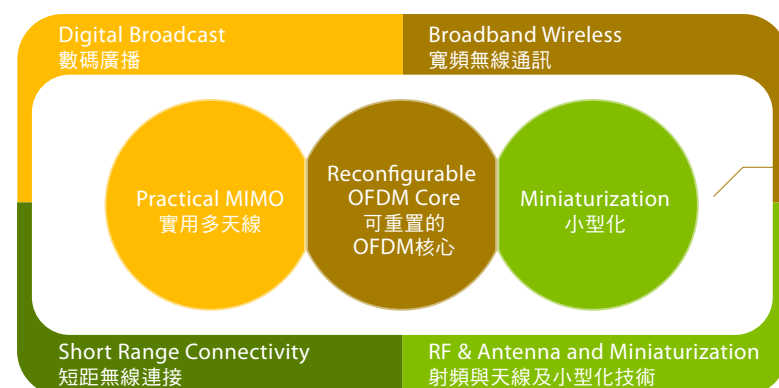 Digital Broadcast
數碼廣播
Broadband Wireless
寬頻無線通訊
Practical MIMO
實用多天線
Reconfigurable
OFDM Core
可重置的
OFDM核心
Miniaturization
小型化
Short Range Connectivity
短距無線連接
RF & Antenna and Miniaturization
射頻與天線及小型化技術